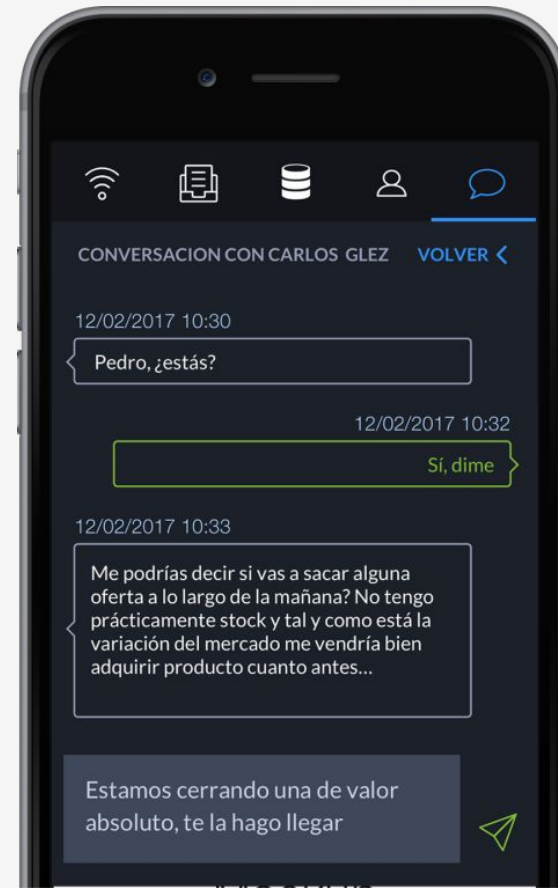 CONVERSACION CON CARLOS GLEZ VOLVER <
12/02/2017 10:30
Pedro, ¿estás?
12/02/2017 10:32
Sí, dime
12/02/2017 10:33
Me podrías decir si vas a sacar alguna
oferta a lo largo de la mañana? No tengo
prácticamente stock y tal y como está la
variación del mercado me vendría bien
adquirir producto cuanto antes...
Estamos cerrando una de valor
absoluto, te la hago llegar